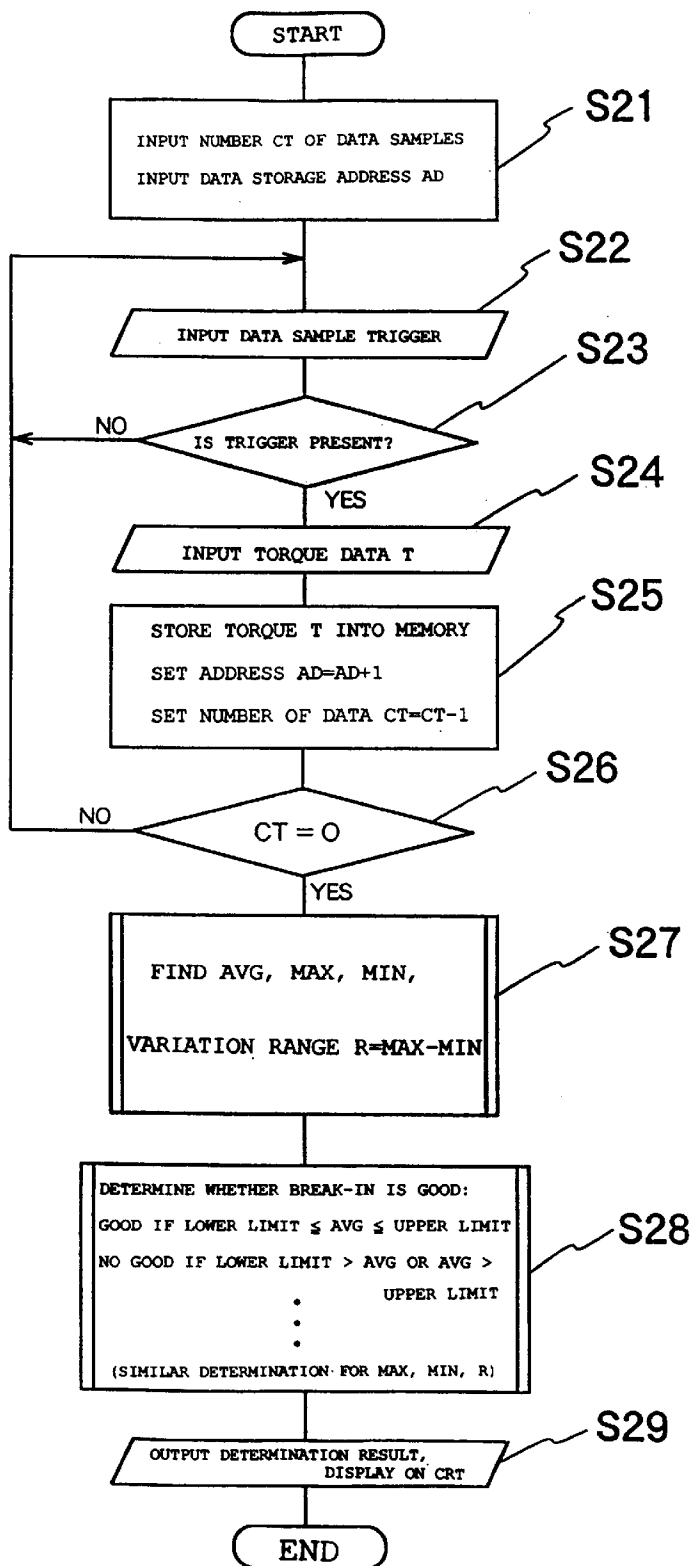 START
S21
INPUT NUMBER CT OF DATA SAMPLES
INPUT DATA STORAGE ADDRESS AD
S22
INPUT DATA SAMPLE TRIGGER
S23
NO
IS TRIGGER PRESENT?
YES
S24
INPUT TORQUE DATA T
S25
STORE TORQUE T INTO MEMORY
SET ADDRESS AD=AD+1
SET NUMBER OF DATA CT=CT-1
S26
NO
CT = 0
YES
S27
FIND AVG, MAX, MIN,
VARIATION RANGE R=MAX-MIN
DETERMINE WHETHER BREAK-IN IS GOOD:
GOOD IF LOWER LIMIT ≦ AVG ≦ UPPER LIMIT
S28
NO GOOD IF LOWER LIMIT > AVG OR AVG >
UPPER LIMIT
•
•
•
(SIMILAR DETERMINATION FOR MAX, MIN, R)
S29
OUTPUT DETERMINATION RESULT,
DISPLAY ON CRT
END